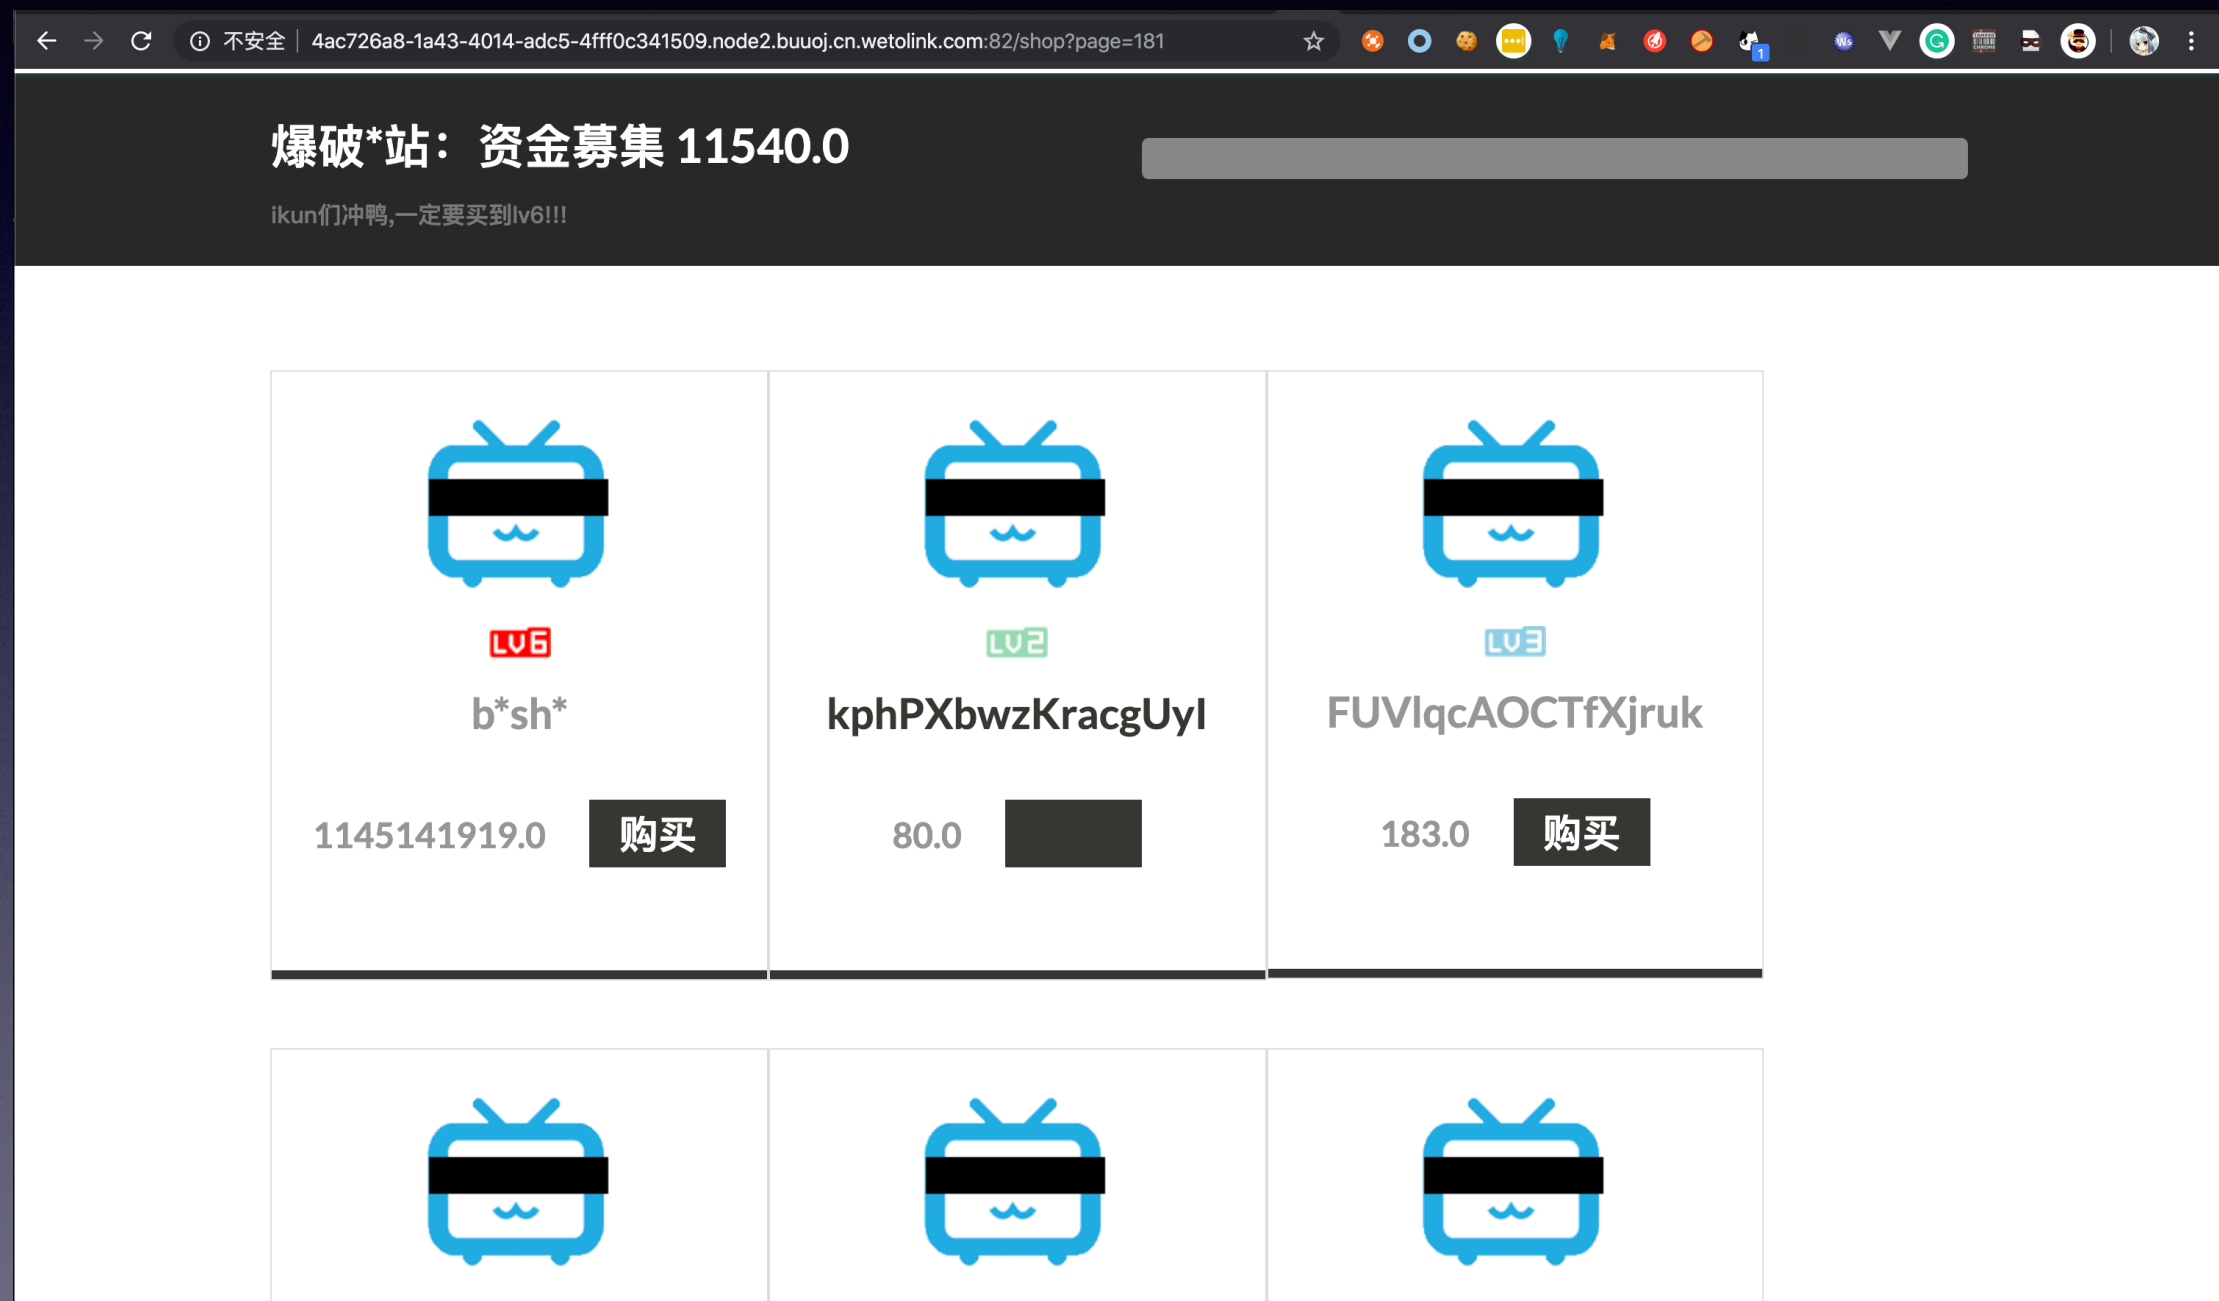 不安全
4ac726a8-1a43-4014-adc5-4fff0c341509.node2.buuoj.cn.wetolink.com:82/shop?page=181
1
爆破*站：资金募集 11540.0
ikun们冲鸭,一定要买到lv6!!!
LV6
LV2
LV3
b*sh*
kphPXbwzKracgUyI
FUVlqcAOCTfXjruk
1145141919.0
购买
80.0
183.0
购买